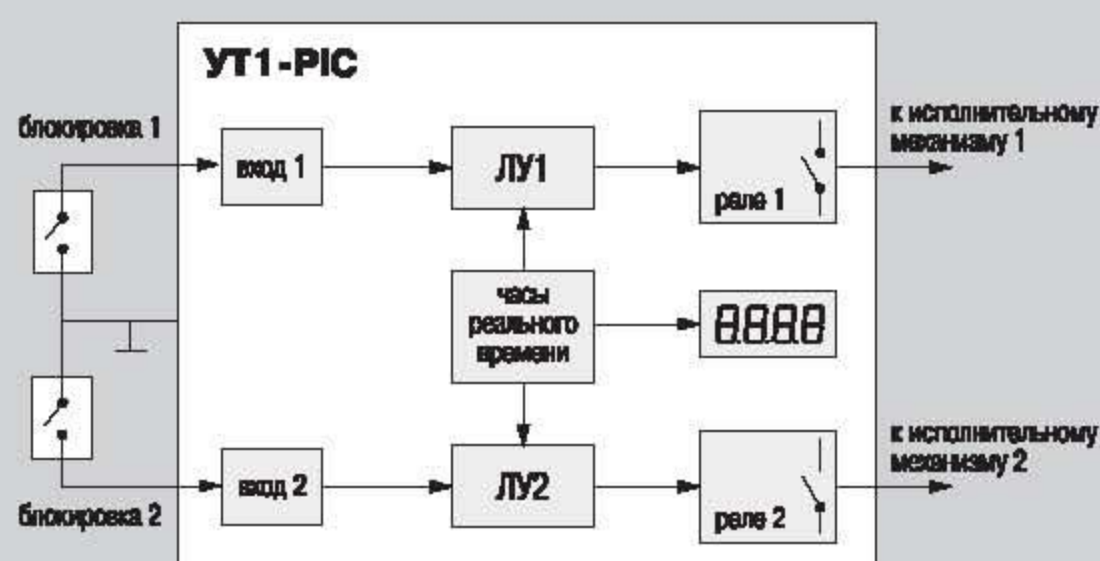 УТ1-PIC
блокировка 1
вход 1
ЛУ1
реле 1
к исполнительному
механизму 1
часы
реального
времени
8.8.8.8
блокировка 2
вход 2
ЛУ2
реле 2
к исполнительному
механизму 2